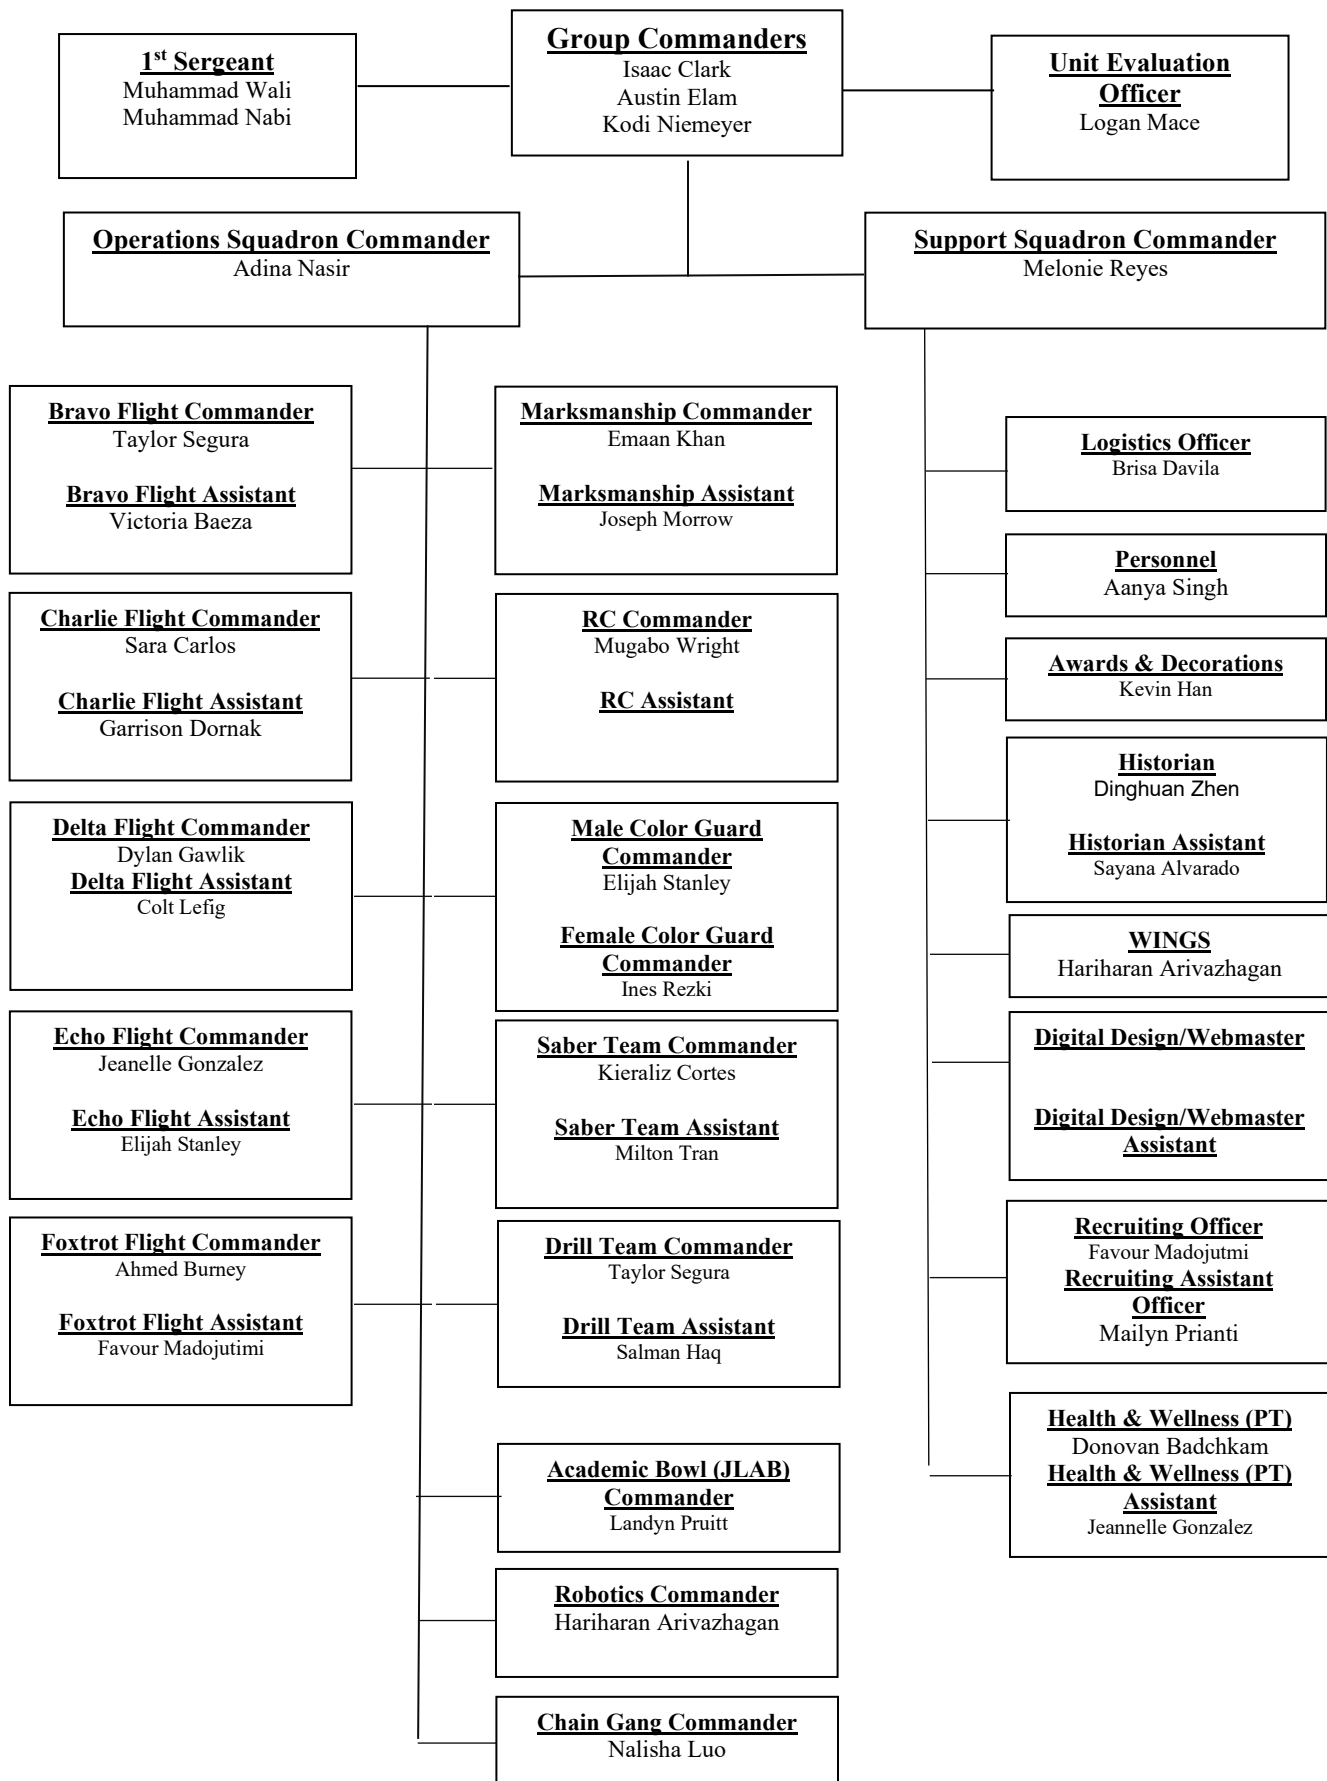 1st Sergeant
Muhammad Wali
Muhammad Nabi
Group Commanders
Isaac Clark
Austin Elam
Kodi Niemeyer
Unit Evaluation
Officer
Logan Mace
Operations Squadron Commander
Adina Nasir
Support Squadron Commander
Melonie Reyes
Bravo Flight Commander
Taylor Segura
Bravo Flight Assistant
Victoria Baeza
Marksmanship Commander
Emaan Khan
Marksmanship Assistant
Joseph Morrow
Logistics Officer
Brisa Davila
Personnel
Aanya Singh
Charlie Flight Commander
Sara Carlos
Charlie Flight Assistant
Garrison Dornak
RC Commander
Mugabo Wright
RC Assistant
Awards & Decorations
Kevin Han
Historian
Dinghuan Zhen
Historian Assistant
Sayana Alvarado
Delta Flight Commander
Dylan Gawlik
Delta Flight Assistant
Colt Lefig
Male Color Guard
Commander
Elijah Stanley
Female Color Guard
Commander
Ines Rezki
WINGS
Hariharan Arivazhagan
Echo Flight Commander
Jeanelle Gonzalez
Echo Flight Assistant
Elijah Stanley
Saber Team Commander
Kieraliz Cortes
Saber Team Assistant
Milton Tran
Digital Design/Webmaster
Digital Design/Webmaster
Assistant
Foxtrot Flight Commander
Ahmed Burney
Foxtrot Flight Assistant
Favour Madojutimi
Drill Team Commander
Taylor Segura
Drill Team Assistant
Salman Haq
Recruiting Officer
Favour Madojutmi
Recruiting Assistant
Officer
Mailyn Prianti
Health & Wellness (PT)
Donovan Badchkam
Health & Wellness (PT)
Assistant
Jeannelle Gonzalez
Academic Bowl (JLAB)
Commander
Landyn Pruitt
Robotics Commander
Hariharan Arivazhagan
Chain Gang Commander
Nalisha Luo